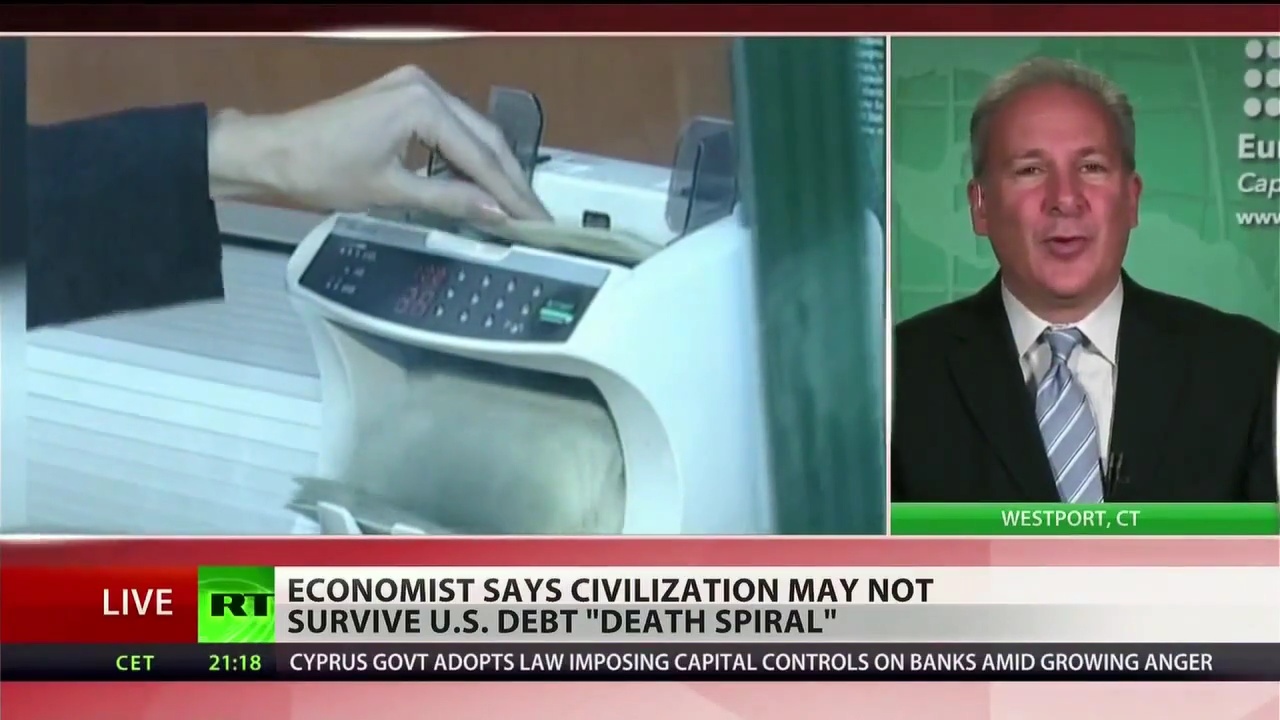 Eur
Cap
www
WESTPORT, CT
LIVE
RT
ECONOMIST SAYS CIVILIZATION MAY NOT
SURVIVE U.S. DEBT "DEATH SPIRAL"
CET 21:18 CYPRUS GOVT ADOPTS LAW IMPOSING CAPITAL CONTROLS ON BANKS AMID GROWING ANGER